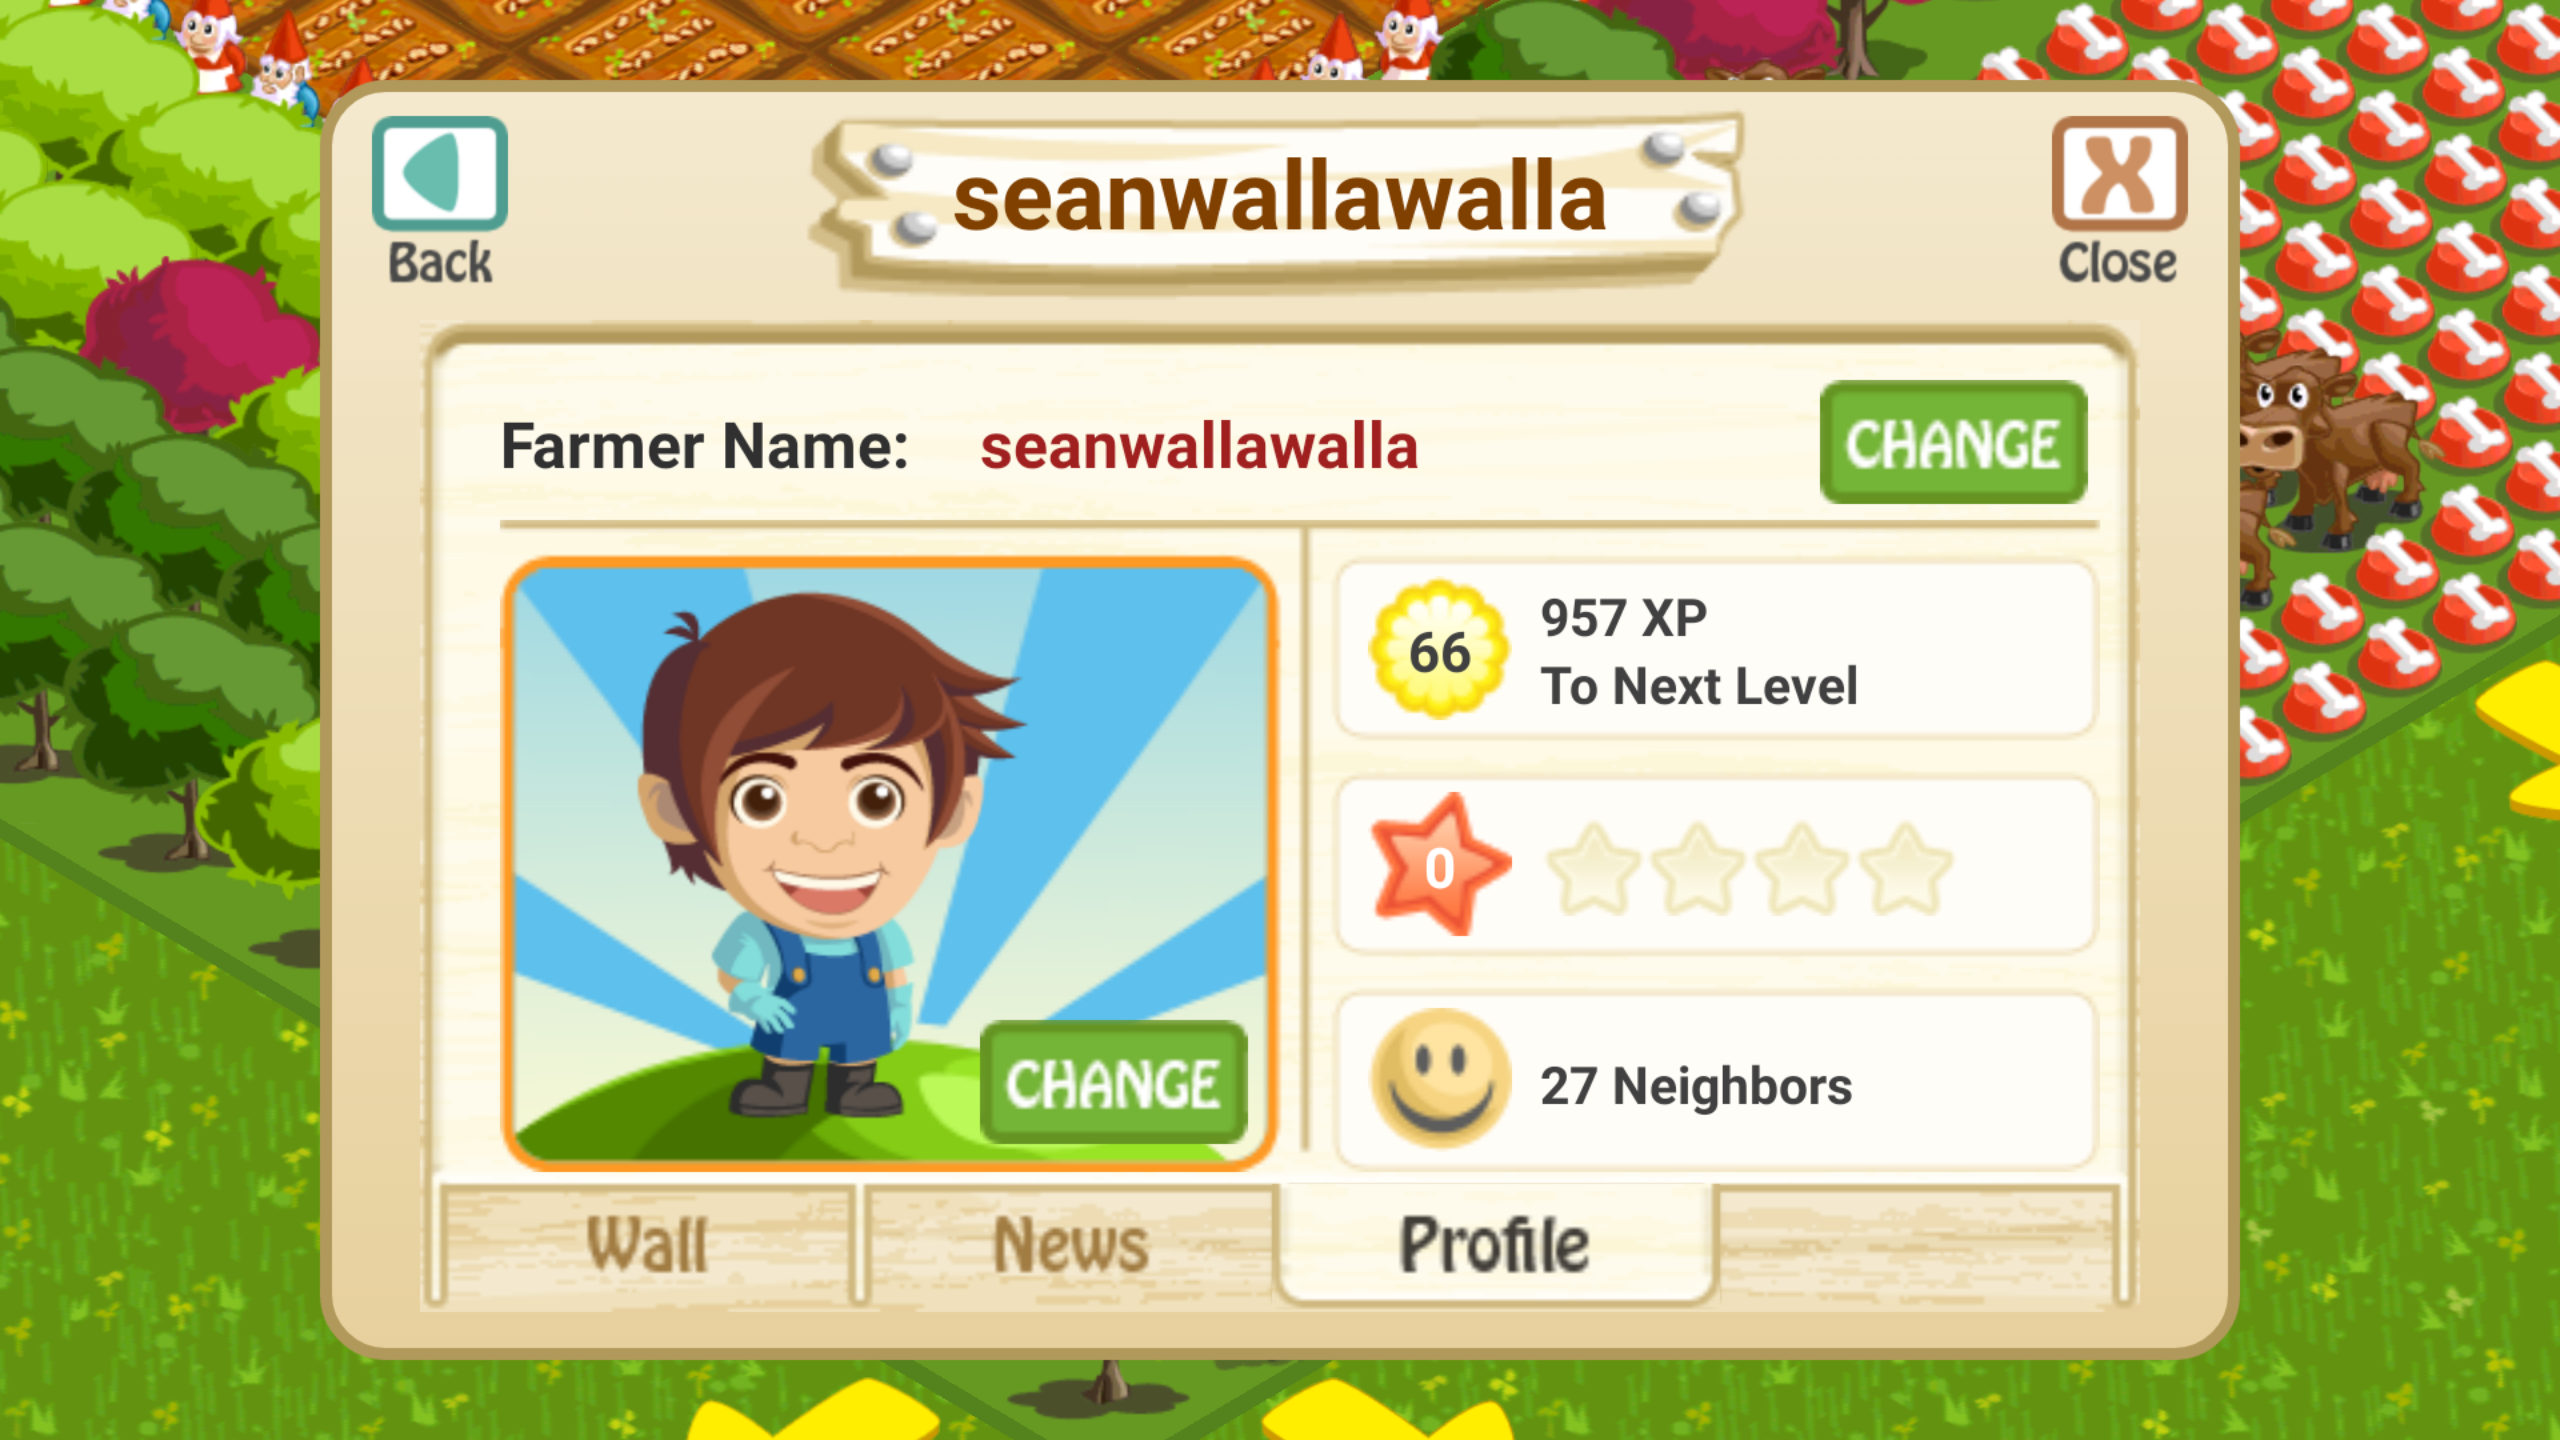 Back
seanwallawalla
Close
Farmer Name: seanwallawalla
CHANGE
66
957 XP
To Next Level
0
27 Neighbors
CHANGE
Wall
News
Profile